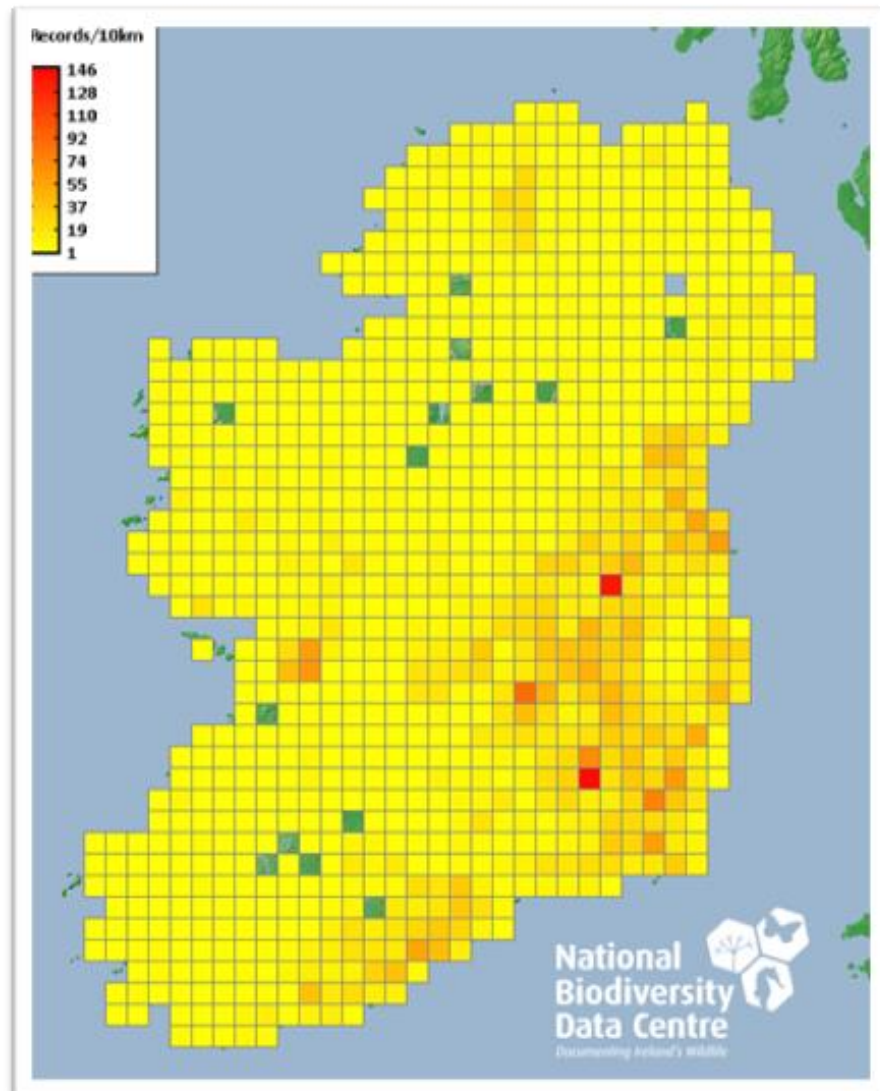 Records/10km
146
128
110
92
74
55
37
19
1
National
Biodiversity
Data Centre
Documenting Ireland's Wildlife